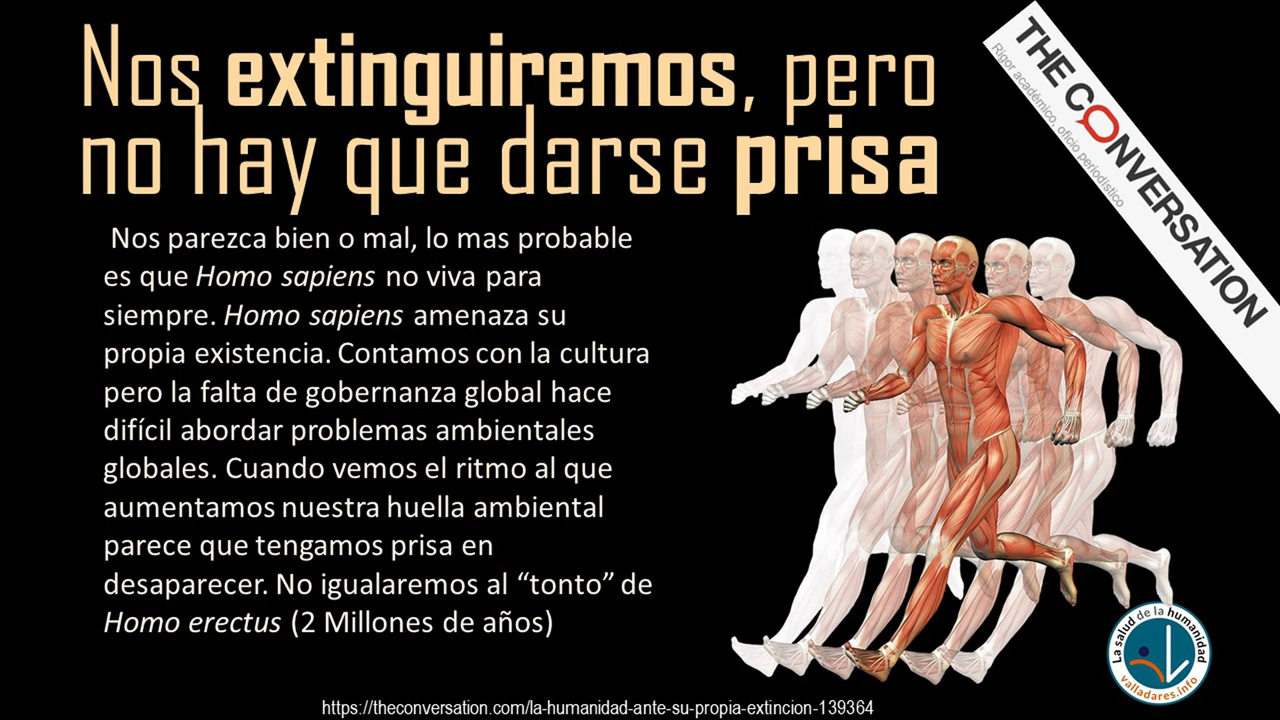 Nos extinguiremos, pero
no hay que darse prisa
THE CONVERSATION
Rigor académico, oficio periodístico
Nos parezca bien o mal, lo mas probable
es que Homo sapiens no viva para
siempre. Homo sapiens amenaza su
propia existencia. Contamos con la cultura
pero la falta de gobernanza global hace
difícil abordar problemas ambientales
globales. Cuando vemos el ritmo al que
aumentamos nuestra huella ambiental
parece que tengamos prisa en
desaparecer. No igualaremos al “tonto” de
Homo erectus (2 Millones de años)
La salud de la humanidad
valladares.info
https://theconversation.com/la-humanidad-ante-su-propia-extincion-139364